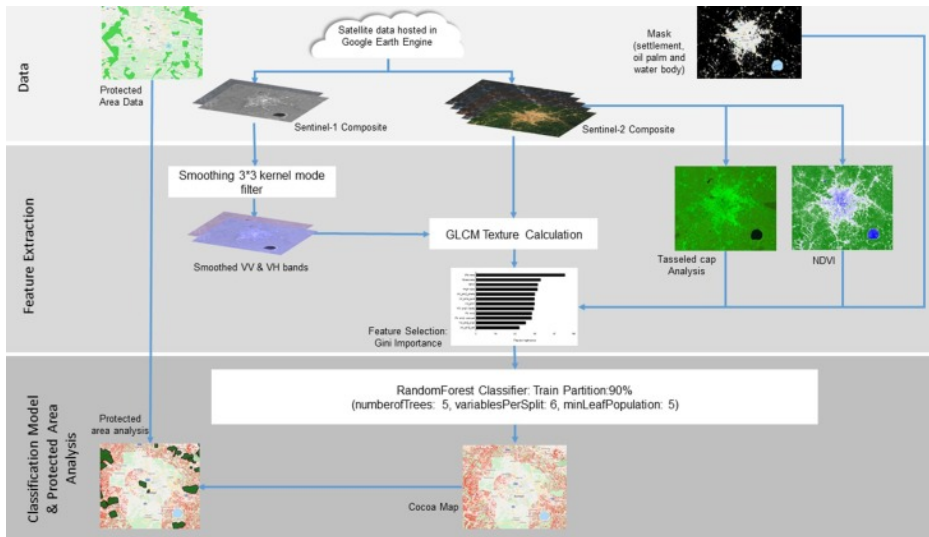 Data
Satellite data hosted in
Google Earth Engine
Mask
(settlement,
oil palm and
water body)
Protected
Area Data
Sentinel-1 Composite
Sentinel-2 Composite
Feature Extraction
Smoothing 3*3 kernel mode
filter
Smoothed VV & VH bands
GLCM Texture Calculation
Tasseled cap
Analysis
NDVI
Feature Selection:
Gini Importance
Classification Model
& Protected Area
Analysis
RandomForest Classifier: Train Partition:90%
(numberofTrees: 5, variablesPerSplit: 6, minLeafPopulation: 5)
Protected
area analysis
Cocoa Map